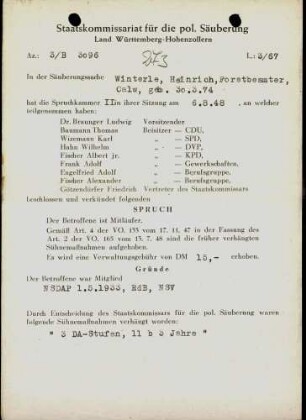 Staatskommissariat für die pol. Säuberung
Land Württemberg-Hohenzollern
Az.: 3/B 3096
L: 3/67
In der Säuberungssache Winterle, Heinrich, Forstbeamter,
Calw, geb. 30.3.74
hat die Spruchkammer II in ihrer Sitzung am 6.8.48, an welcher
teilgenommen haben:
Dr. Breunger Ludwig Vorsitzender
Baumann Thomas Beisitzer — CDU,
Wizemann Karl — SPD,
Hahn Wilhelm — DVP,
Fischer Albert jr. — KPD,
Frank Adolf — Gewerkschaften,
Engelfried Adolf — Berufsgruppe,
Fischer Alexander — Berufsgruppe,
Götzendörfer Friedrich Vertreter des Staatskommissars
beschlossen und verkündet folgenden
SPRUCH
Der Betroffene ist Mitläufer.
Gemäß Art. 4 der VO. 133 vom 17. 11. 47 in der Fassung des
Art. 2 der VO. 165 vom 13. 7. 48 sind die früher verhängten
Sühnemaßnahmen aufgehoben.
Es wird eine Verwaltungsgebühr von DM 15,- erhoben.
Gründe
Der Betroffene war Mitglied
NSDAP 1.5.1933, RdB, NSV
Durch Entscheidung des Staatskommissars für die pol. Säuberung waren
folgende Sühnemaßnahmen verhängt worden:
" 3 DA-Stufen, 11 b 3 Jahre "